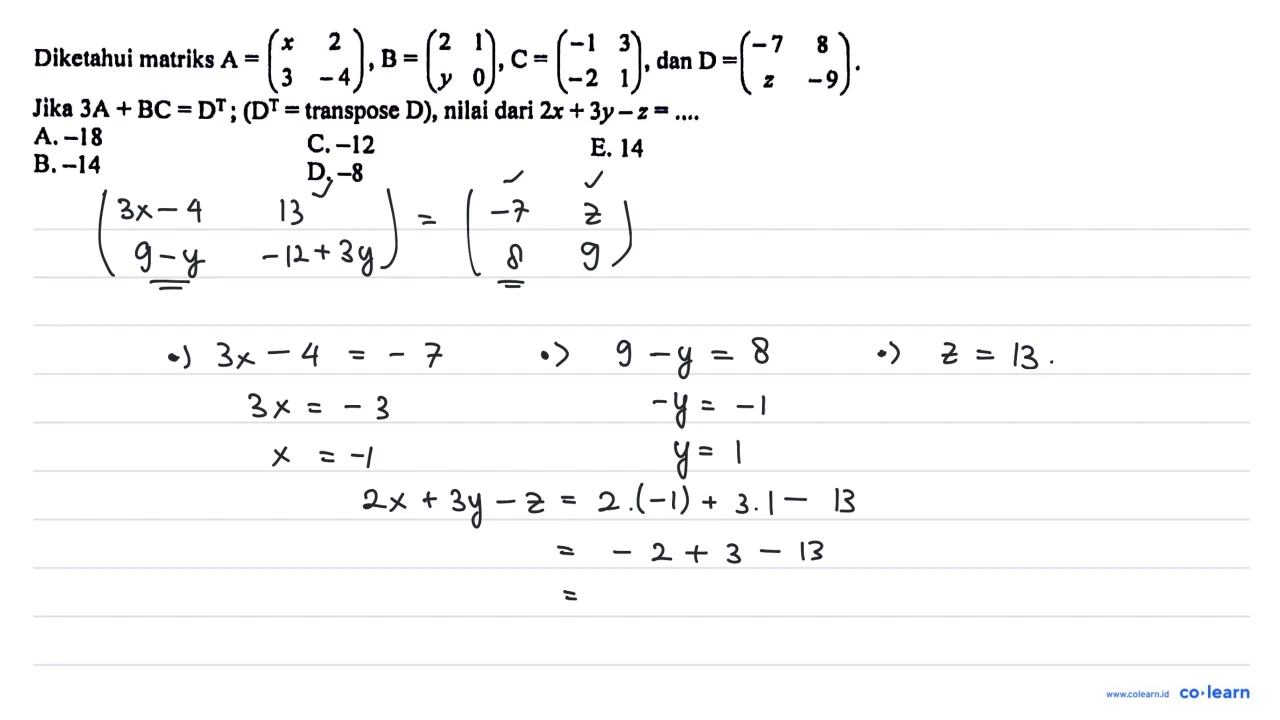 Diketahui matriks A = (x 2 3 -4), B = (2 1 y 0), C = (-1 3 -2 1), dan D = (-7 8 z -9).
Jika 3A + BC = Dᵀ; (Dᵀ = transpose D), nilai dari 2x + 3y – z = ....
A. –18 C. –12 E. 14
B. –14 D. –8
(3x - 4 13 9 - y -12 + 3y) = (-7 z 8 9)
•) 3x - 4 = - 7 •) 9 - y = 8 •) z = 13.
3x = - 3 -y = -1
x = -1 y = 1
2x + 3y - z = 2.(-1) + 3.1 - 13
= - 2 + 3 - 13
=
www.colearn.id co•learn